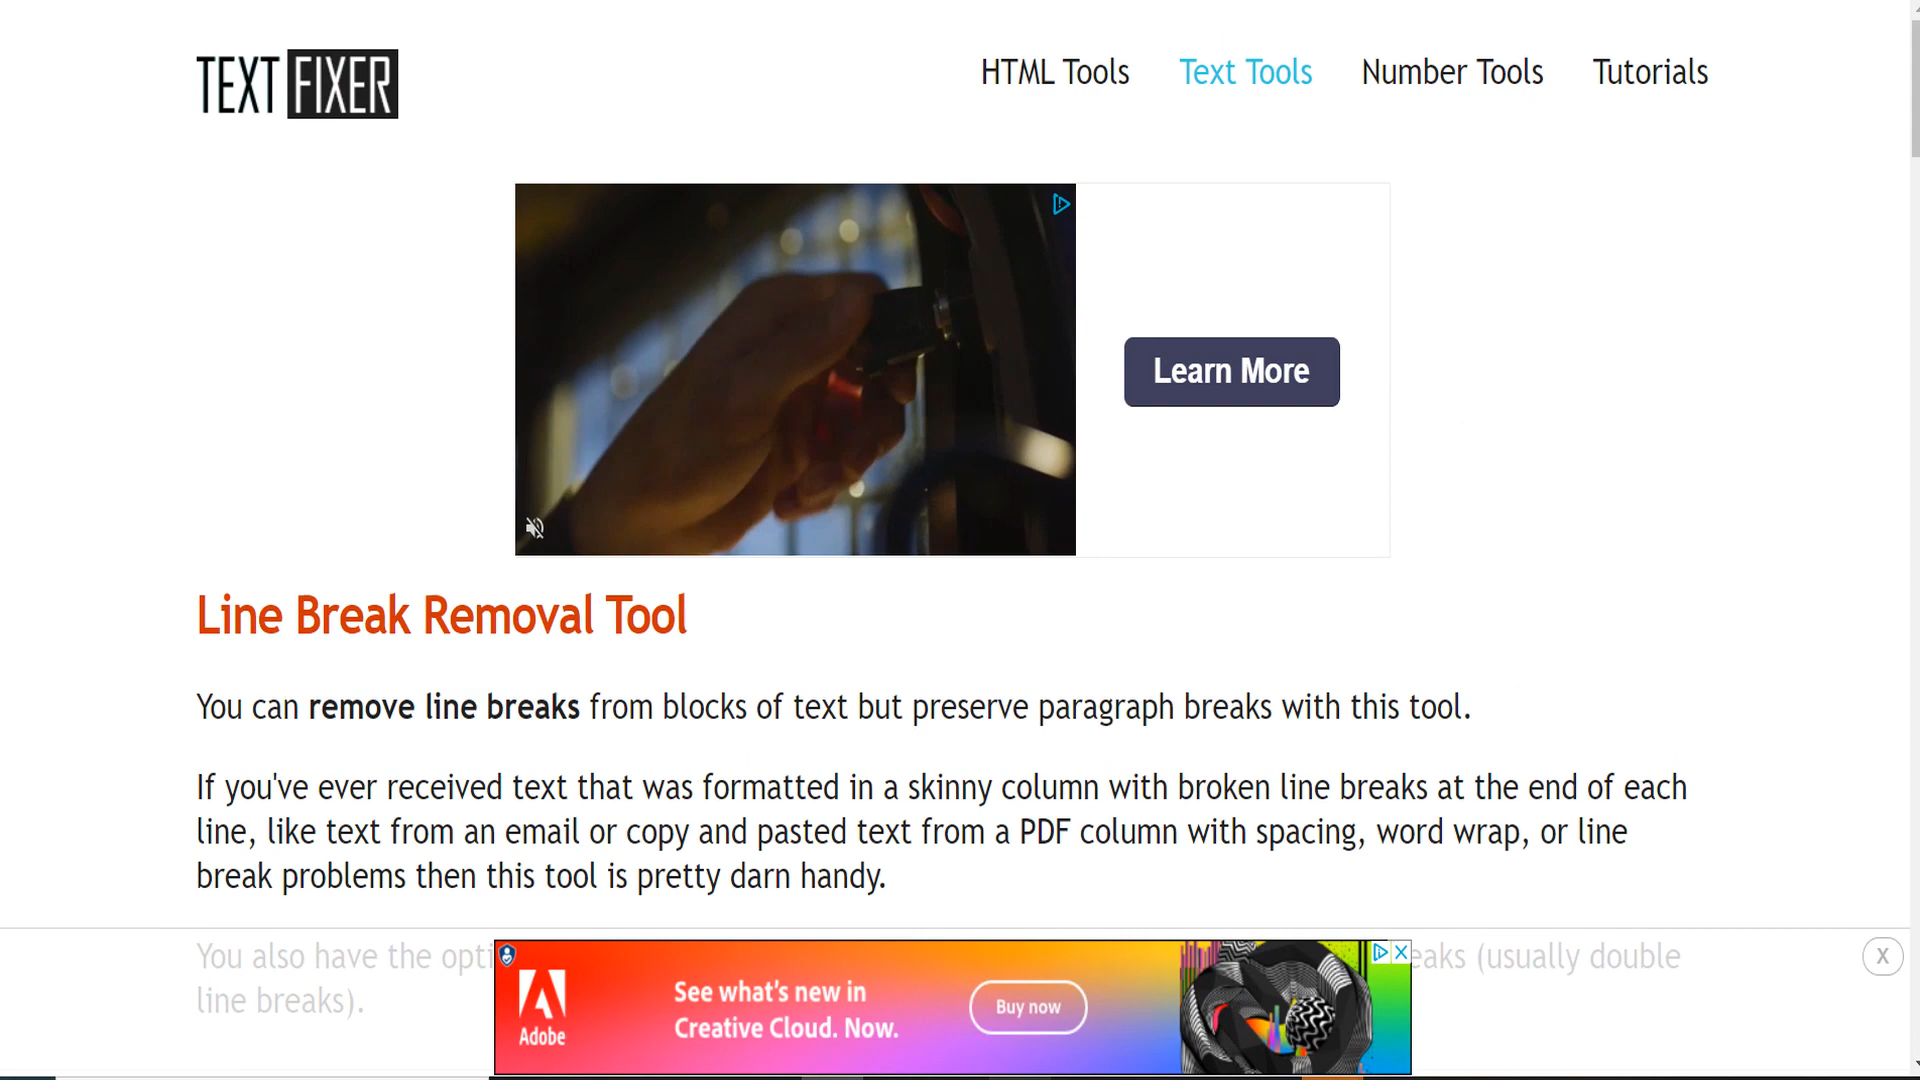 TEXT FIXER
HTML Tools Text Tools Number Tools Tutorials
Learn More
Line Break Removal Tool
You can remove line breaks from blocks of text but preserve paragraph breaks with this tool.
If you've ever received text that was formatted in a skinny column with broken line breaks at the end of each
line, like text from an email or copy and pasted text from a PDF column with spacing, word wrap, or line
break problems then this tool is pretty darn handy.
You also have the opti eaks (usually double
line breaks).
Adobe
See what's new in
Creative Cloud. Now.
Buy now
X